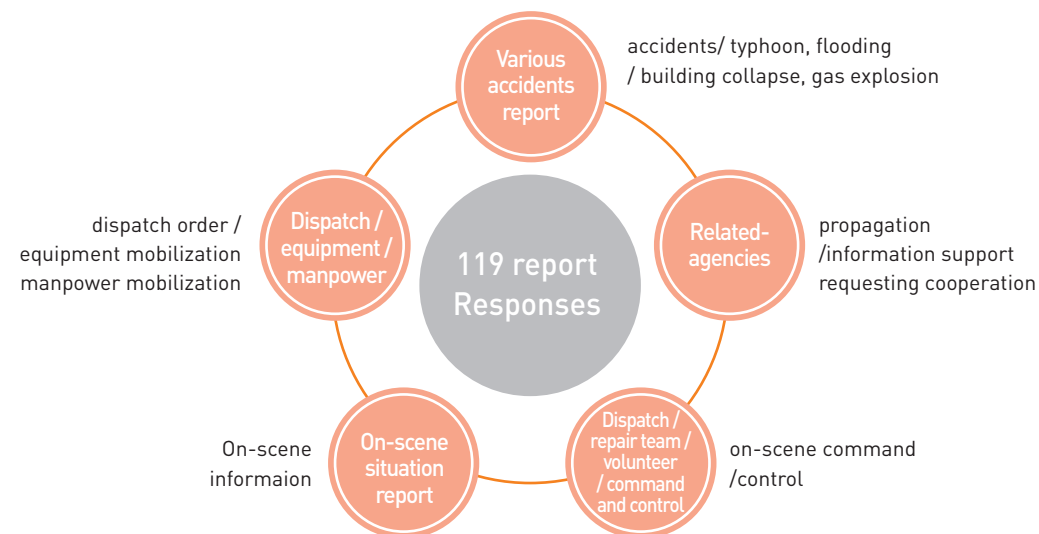 Various
accidents
report
accidents/ typhoon, flooding
/ building collapse, gas explosion
Related-
agencies
propagation
/information support
requesting cooperation
Dispatch /
repair team /
volunteer
/ command
and control
on-scene command
/control
On-scene
situation
report
On-scene
informaion
Dispatch /
equipment /
manpower
dispatch order /
equipment mobilization
manpower mobilization
119 report
Responses